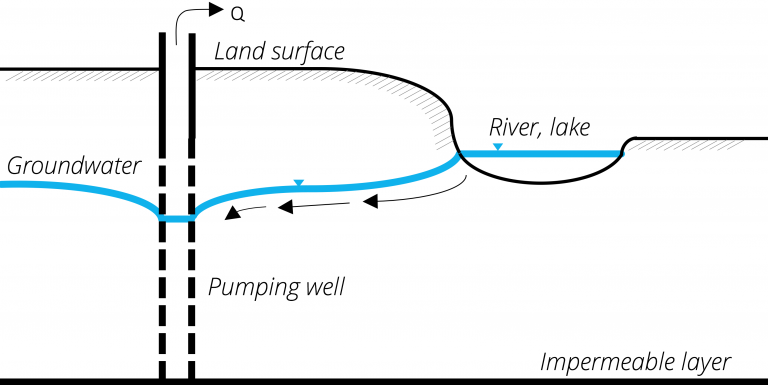 Q
Land surface
River, lake
Groundwater
Pumping well
Impermeable layer